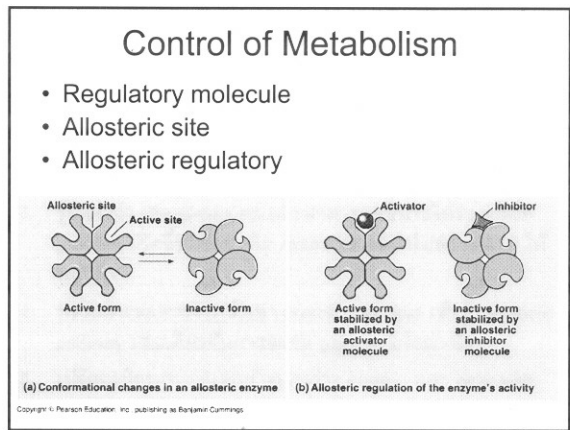 Control of Metabolism
• Regulatory molecule
• Allosteric site
• Allosteric regulatory
Allosteric site
Active site
Active form
Inactive form
(a) Conformational changes in an allosteric enzyme
Activator
Inhibitor
Active form
stabilized by
an allosteric
activator
molecule
Inactive form
stabilized by
an allosteric
inhibitor
molecule
(b) Allosteric regulation of the enzyme's activity
Copyright © Pearson Education, Inc., publishing as Benjamin Cummings.